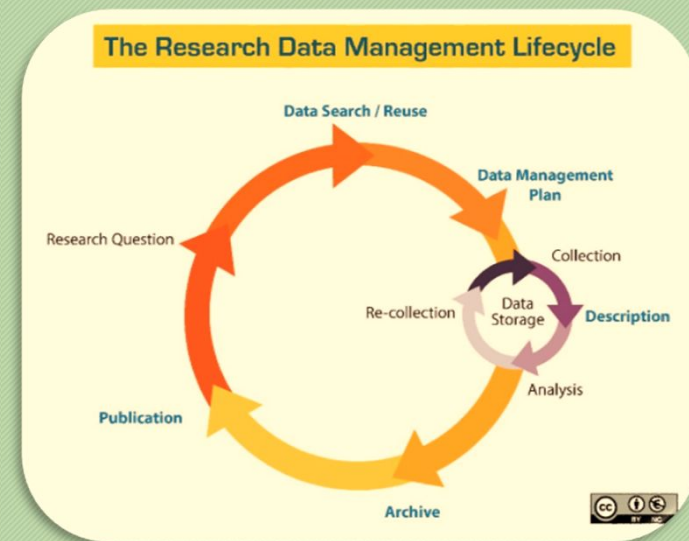 The Research Data Management Lifecycle
Data Search / Reuse
Data Management
Plan
Collection
Description
Analysis
Re-collection
Data
Storage
Archive
Publication
Research Question
cc
BY NC